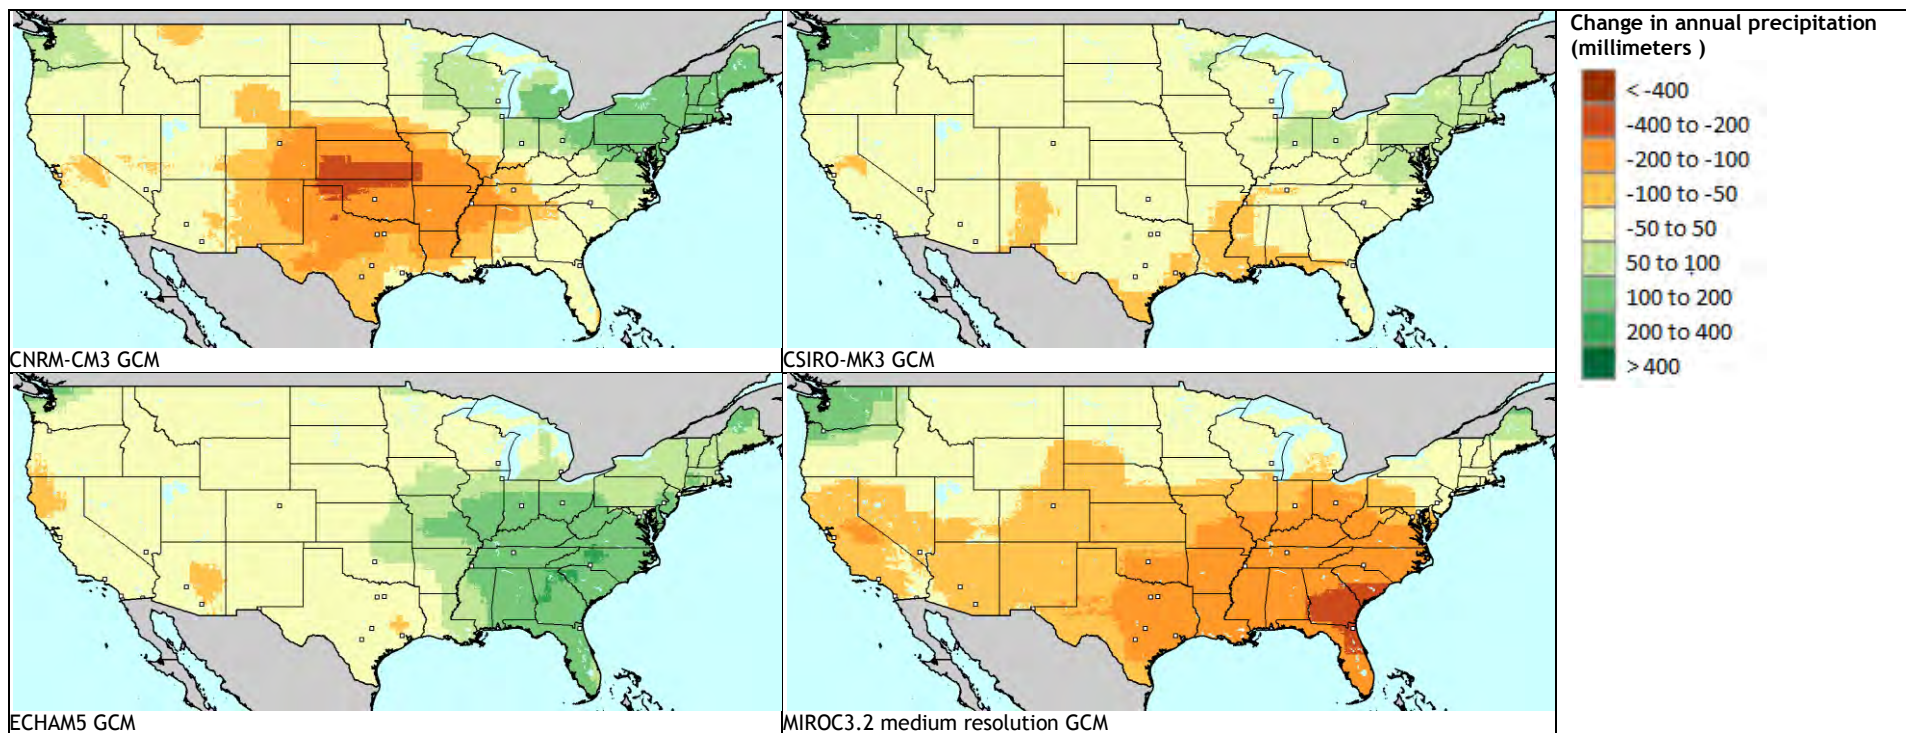 Change in annual precipitation
(millimeters )
< -400
-400 to -200
-200 to -100
-100 to -50
-50 to 50
50 to 100
100 to 200
200 to 400
> 400
CNRM-CM3 GCM
CSIRO-MK3 GCM
ECHAM5 GCM
MIROC3.2 medium resolution GCM